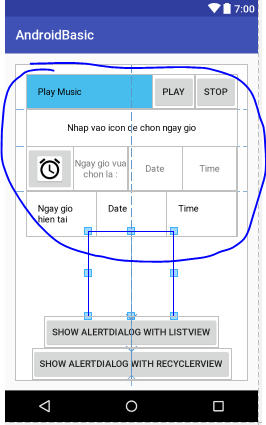 7:00
AndroidBasic
Play Music PLAY STOP
Nhap vao icon de chon ngay gio
Ngay gio vua Date Time
chon la :
Ngay gio Date Time
hien tai
SHOW ALERTDIALOG WITH LISTVIEW
SHOW ALERTDIALOG WITH RECYCLERVIEW